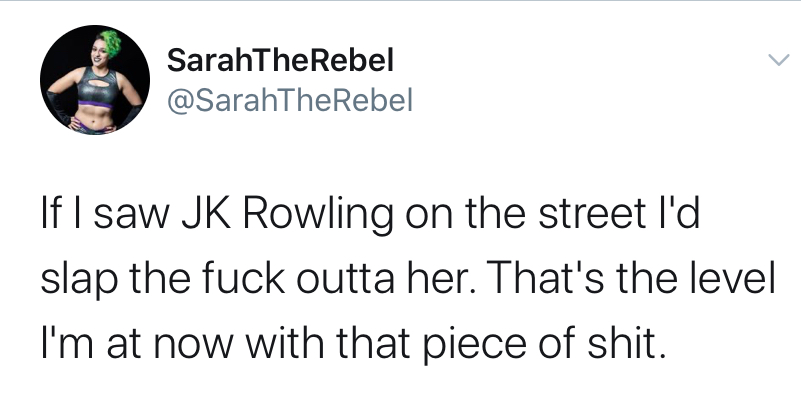 SarahTheRebel
@SarahTheRebel
If I saw JK Rowling on the street I'd
slap the fuck outta her. That's the level
I'm at now with that piece of shit.